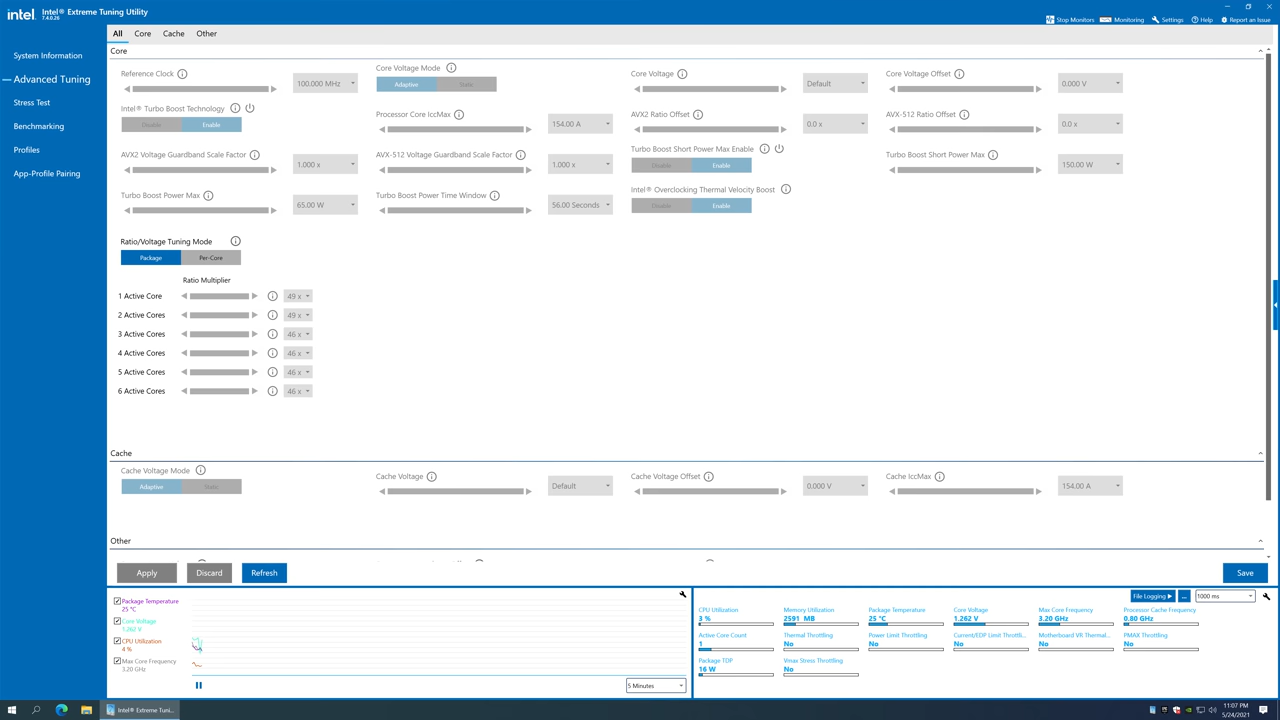 intel. Intel® Extreme Tuning Utility
7.4.0.26
Stop Monitors Monitoring Settings Help Report an Issue
System Information
Advanced Tuning
Stress Test
Benchmarking
Profiles
App-Profile Pairing
All Core Cache Other
Core
Reference Clock 100.000 MHz
Core Voltage Mode
Adaptive Static
Core Voltage Default
Core Voltage Offset 0.000 V
Intel® Turbo Boost Technology
Disable Enable
Processor Core IccMax 154.00 A
AVX2 Ratio Offset 0.0 x
AVX-512 Ratio Offset 0.0 x
AVX2 Voltage Guardband Scale Factor 1.000 x
AVX-512 Voltage Guardband Scale Factor 1.000 x
Turbo Boost Short Power Max Enable
Disable Enable
Turbo Boost Short Power Max 150.00 W
Turbo Boost Power Max 65.00 W
Turbo Boost Power Time Window 56.00 Seconds
Intel® Overclocking Thermal Velocity Boost
Disable Enable
Ratio/Voltage Tuning Mode
Package Per-Core
Ratio Multiplier
1 Active Core 49 x
2 Active Cores 49 x
3 Active Cores 46 x
4 Active Cores 46 x
5 Active Cores 46 x
6 Active Cores 46 x
Cache
Cache Voltage Mode
Adaptive Static
Cache Voltage Default
Cache Voltage Offset 0.000 V
Cache IccMax 154.00 A
Other
Apply Discard Refresh Save
Package Temperature
25 °C
Core Voltage
1.262 V
CPU Utilization
4 %
Max Core Frequency
3.20 GHz
5 Minutes
File Logging ... 1000 ms
CPU Utilization Memory Utilization Package Temperature Core Voltage Max Core Frequency Processor Cache Frequency
3 % 2591 MB 25 °C 1.262 V 3.20 GHz 0.80 GHz
Active Core Count Thermal Throttling Power Limit Throttling Current/EDP Limit Throttli... Motherboard VR Thermal... PMAX Throttling
1 No No No No No
Package TDP Vmax Stress Throttling
16 W No
Intel® Extreme Tuni...
11:07 PM
5/24/2021